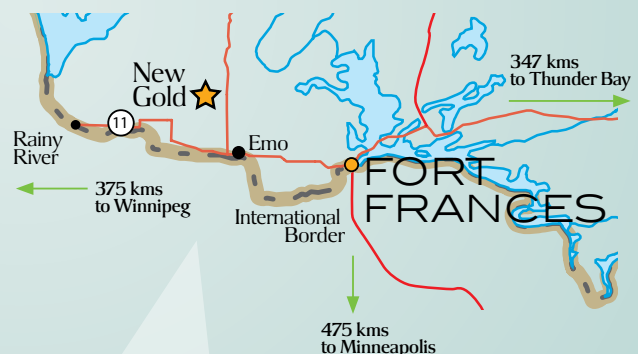 347 kms
to Thunder Bay
New
Gold
11
Rainy
River
Emo
FORT
FRANCES
375 kms
to Winnipeg
International
Border
475 kms
to Minneapolis